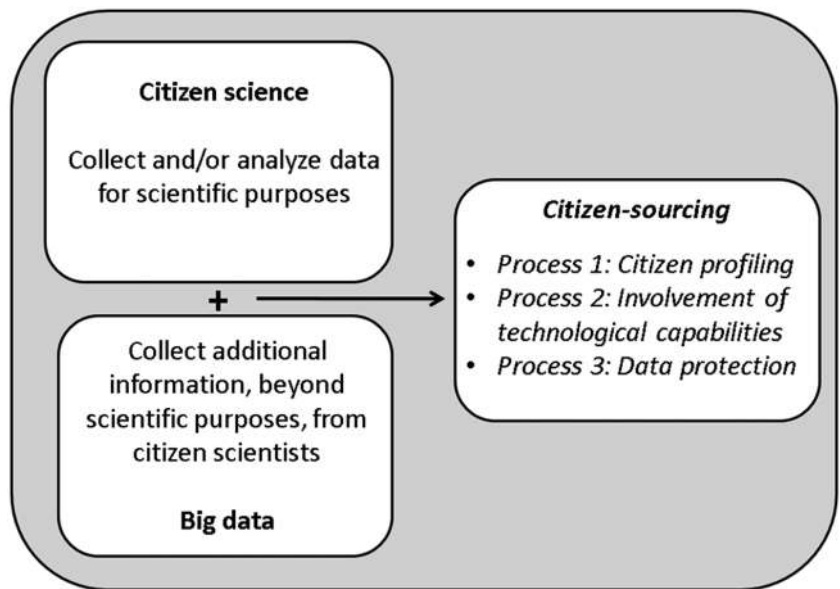 Citizen science
Collect and/or analyze data
for scientific purposes
+
Collect additional
information, beyond
scientific purposes, from
citizen scientists
Big data
Citizen-sourcing
• Process 1: Citizen profiling
• Process 2: Involvement of
technological capabilities
• Process 3: Data protection